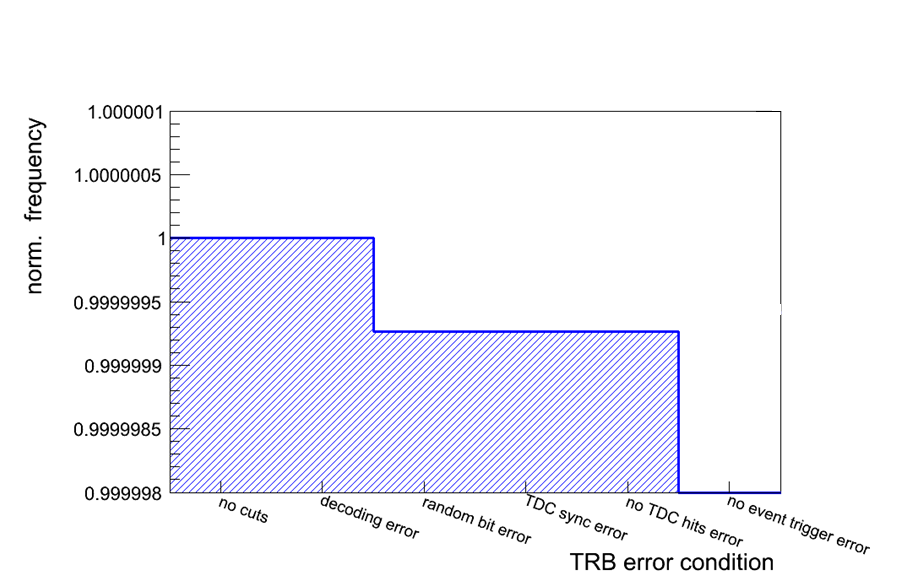 1.000001
1.0000005
1
0.9999995
0.999999
0.9999985
0.999998
norm. frequency
no cuts
decoding error
random bit error
TDC sync error
no TDC hits error
no event trigger error
TRB error condition